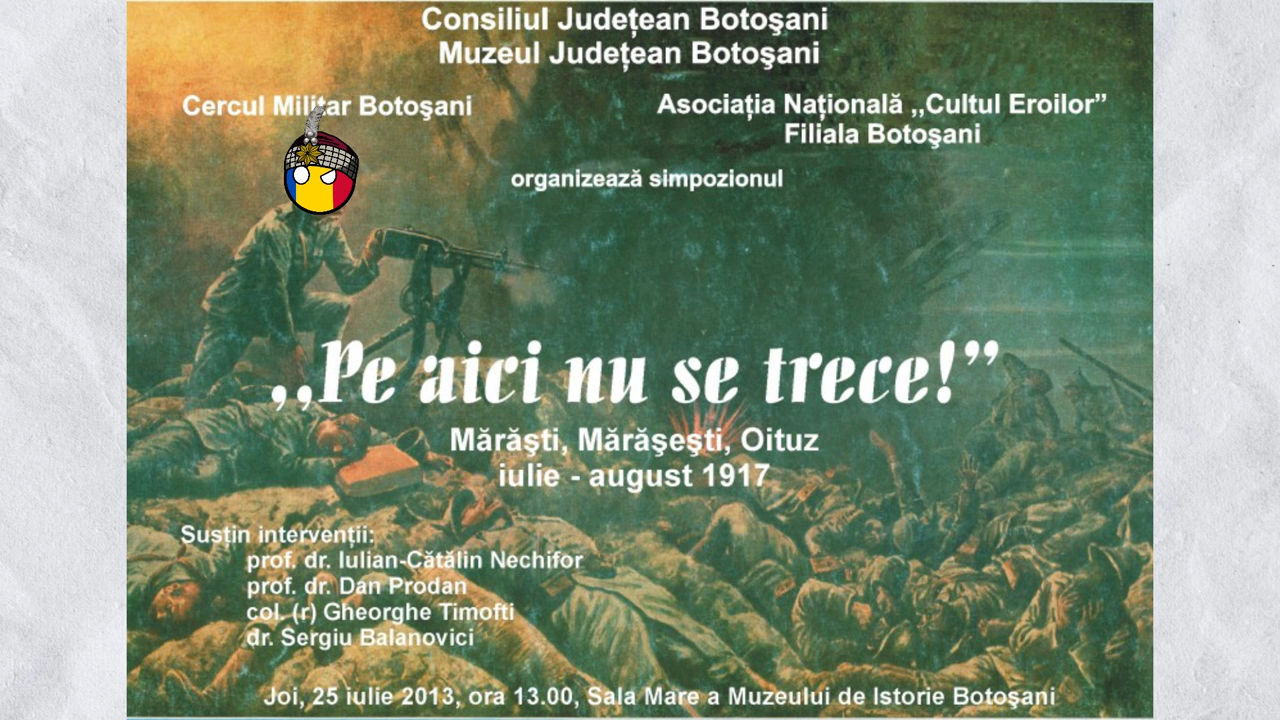 Consiliul Județean Botoşani
Muzeul Județean Botoşani
Cercul Militar Botoşani
Asociația Națională ,,Cultul Eroilor”
Filiala Botoşani
organizează simpozionul
,,Pe aici nu se trece!”
Mărăşti, Mărăşeşti, Oituz
iulie - august 1917
Sustin intervenții:
prof. dr. Iulian-Cătălin Nechifor
prof. dr. Dan Prodan
col. (r) Gheorghe Timofti
dr. Sergiu Balanovici
Joi, 25 iulie 2013, ora 13.00, Sala Mare a Muzeului de Istorie Botoşani